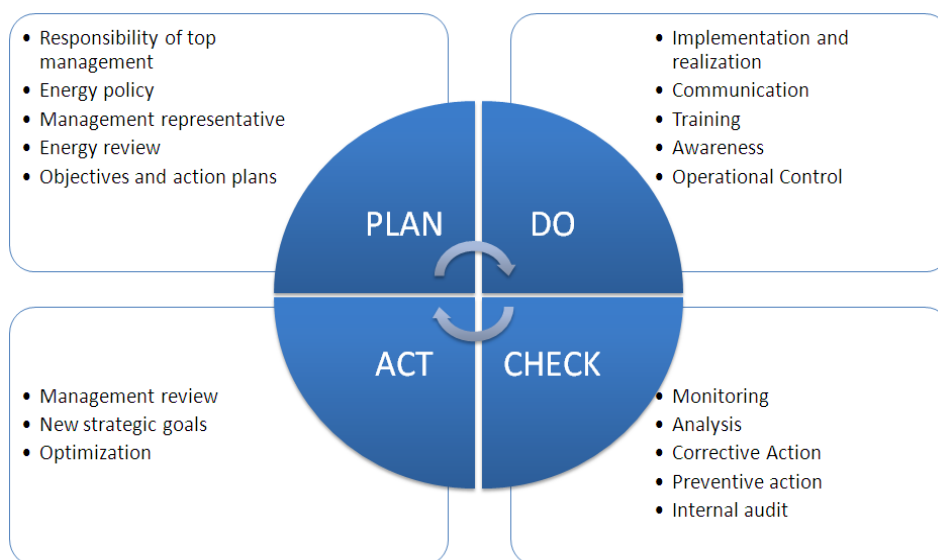 • Responsibility of top
management
• Energy policy
• Management representative
• Energy review
• Objectives and action plans
• Implementation and
realization
• Communication
• Training
• Awareness
• Operational Control
PLAN
DO
ACT
CHECK
• Management review
• New strategic goals
• Optimization
• Monitoring
• Analysis
• Corrective Action
• Preventive action
• Internal audit